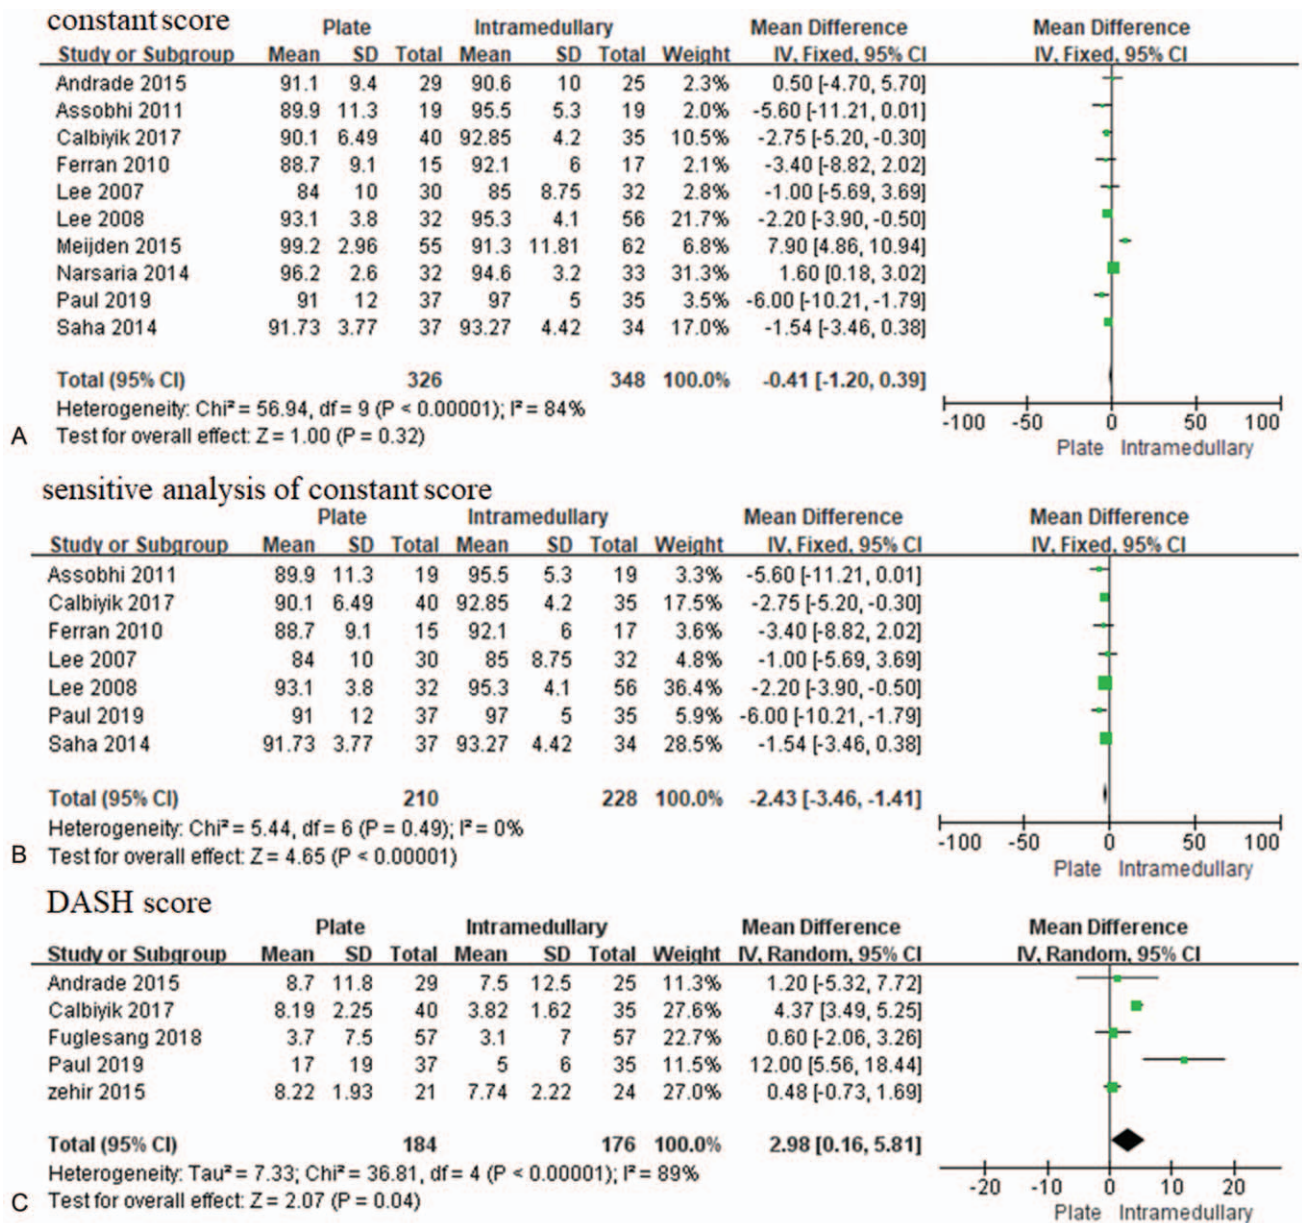 constant score
Plate Intramedullary Mean Difference Mean Difference
Study or Subgroup Mean SD Total Mean SD Total Weight IV, Fixed, 95% CI IV, Fixed, 95% CI
Andrade 2015 91.1 9.4 29 90.6 10 25 2.3% 0.50 [-4.70, 5.70]
Assobhi 2011 89.9 11.3 19 95.5 5.3 19 2.0% -5.60 [-11.21, 0.01]
Calbiyik 2017 90.1 6.49 40 92.85 4.2 35 10.5% -2.75 [-5.20, -0.30]
Ferran 2010 88.7 9.1 15 92.1 6 17 2.1% -3.40 [-8.82, 2.02]
Lee 2007 84 10 30 85 8.75 32 2.8% -1.00 [-5.69, 3.69]
Lee 2008 93.1 3.8 32 95.3 4.1 56 21.7% -2.20 [-3.90, -0.50]
Meijden 2015 99.2 2.96 55 91.3 11.81 62 6.8% 7.90 [4.86, 10.94]
Narsaria 2014 96.2 2.6 32 94.6 3.2 33 31.3% 1.60 [0.18, 3.02]
Paul 2019 91 12 37 97 5 35 3.5% -6.00 [-10.21, -1.79]
Saha 2014 91.73 3.77 37 93.27 4.42 34 17.0% -1.54 [-3.46, 0.38]
Total (95% CI) 326 348 100.0% -0.41 [-1.20, 0.39]
Heterogeneity: Chi² = 56.94, df = 9 (P < 0.00001); I² = 84%
-100 -50 0 50 100
A Test for overall effect: Z = 1.00 (P = 0.32)
Plate Intramedullary
sensitive analysis of constant score
Plate Intramedullary Mean Difference Mean Difference
Study or Subgroup Mean SD Total Mean SD Total Weight IV, Fixed, 95% CI IV, Fixed, 95% CI
Assobhi 2011 89.9 11.3 19 95.5 5.3 19 3.3% -5.60 [-11.21, 0.01]
Calbiyik 2017 90.1 6.49 40 92.85 4.2 35 17.5% -2.75 [-5.20, -0.30]
Ferran 2010 88.7 9.1 15 92.1 6 17 3.6% -3.40 [-8.82, 2.02]
Lee 2007 84 10 30 85 8.75 32 4.8% -1.00 [-5.69, 3.69]
Lee 2008 93.1 3.8 32 95.3 4.1 56 36.4% -2.20 [-3.90, -0.50]
Paul 2019 91 12 37 97 5 35 5.9% -6.00 [-10.21, -1.79]
Saha 2014 91.73 3.77 37 93.27 4.42 34 28.5% -1.54 [-3.46, 0.38]
Total (95% CI) 210 228 100.0% -2.43 [-3.46, -1.41]
Heterogeneity: Chi² = 5.44, df = 6 (P = 0.49); I² = 0%
-100 -50 0 50 100
B Test for overall effect: Z = 4.65 (P < 0.00001)
Plate Intramedullary
DASH score
Plate Intramedullary Mean Difference Mean Difference
Study or Subgroup Mean SD Total Mean SD Total Weight IV, Random, 95% CI IV, Random, 95% CI
Andrade 2015 8.7 11.8 29 7.5 12.5 25 11.3% 1.20 [-5.32, 7.72]
Calbiyik 2017 8.19 2.25 40 3.82 1.62 35 27.6% 4.37 [3.49, 5.25]
Fuglesang 2018 3.7 7.5 57 3.1 7 57 22.7% 0.60 [-2.06, 3.26]
Paul 2019 17 19 37 5 6 35 11.5% 12.00 [5.56, 18.44]
zehir 2015 8.22 1.93 21 7.74 2.22 24 27.0% 0.48 [-0.73, 1.69]
Total (95% CI) 184 176 100.0% 2.98 [0.16, 5.81]
Heterogeneity: Tau² = 7.33; Chi² = 36.81, df = 4 (P < 0.00001); I² = 89%
-20 -10 0 10 20
C Test for overall effect: Z = 2.07 (P = 0.04)
Plate Intramedullary